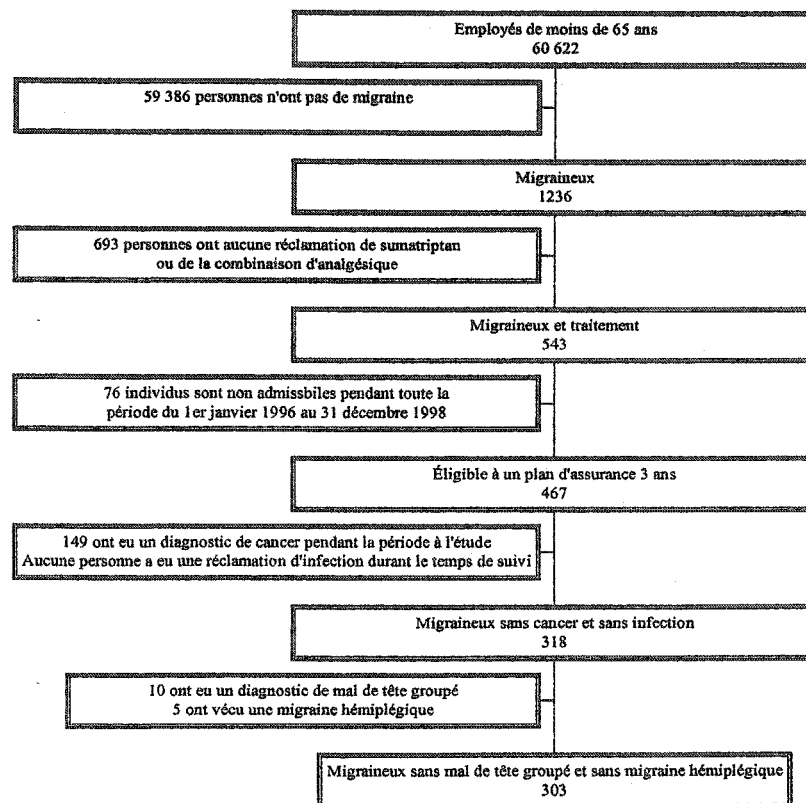 Employés de moins de 65 ans
60 622
59 386 personnes n'ont pas de migraine
Migraineux
1236
693 personnes ont aucune réclamation de sumatriptan
ou de la combinaison d'analgésique
Migraineux et traitement
543
76 individus sont non admissbiles pendant toute la
période du 1er janvier 1996 au 31 décembre 1998
Éligible à un plan d'assurance 3 ans
467
149 ont eu un diagnostic de cancer pendant la période à l'étude
Aucune personne a eu une réclamation d'infection durant le temps de suivi
Migraineux sans cancer et sans infection
318
10 ont eu un diagnostic de mal de tête groupé
5 ont vécu une migraine hémiplégique
Migraineux sans mal de tête groupé et sans migraine hémiplégique
303